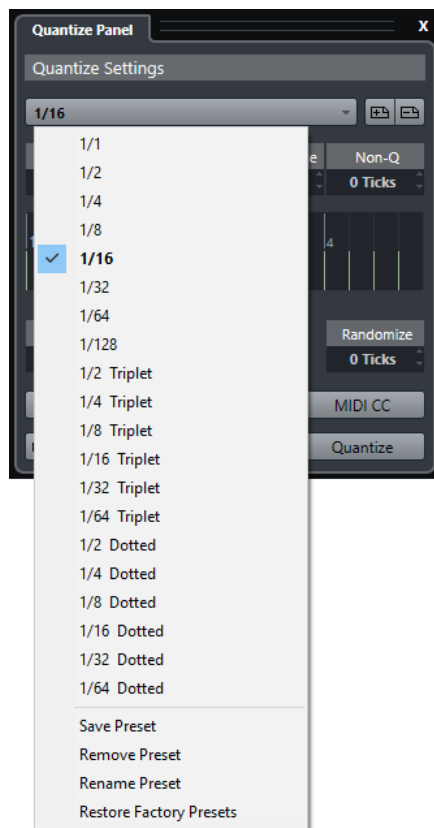 Quantize Panel X
Quantize Settings
1/16
1/1
1/2
1/4
1/8
1/16
1/32
1/64
1/128
1/2 Triplet
1/4 Triplet
1/8 Triplet
1/16 Triplet
1/32 Triplet
1/64 Triplet
1/2 Dotted
1/4 Dotted
1/8 Dotted
1/16 Dotted
1/32 Dotted
1/64 Dotted
Save Preset
Remove Preset
Rename Preset
Restore Factory Presets
Non-Q
0 Ticks
4
Randomize
0 Ticks
MIDI CC
Quantize